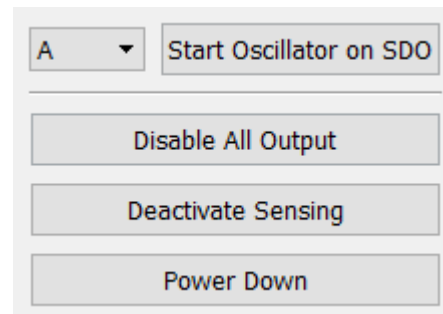 A Start Oscillator on SDO
Disable All Output
Deactivate Sensing
Power Down